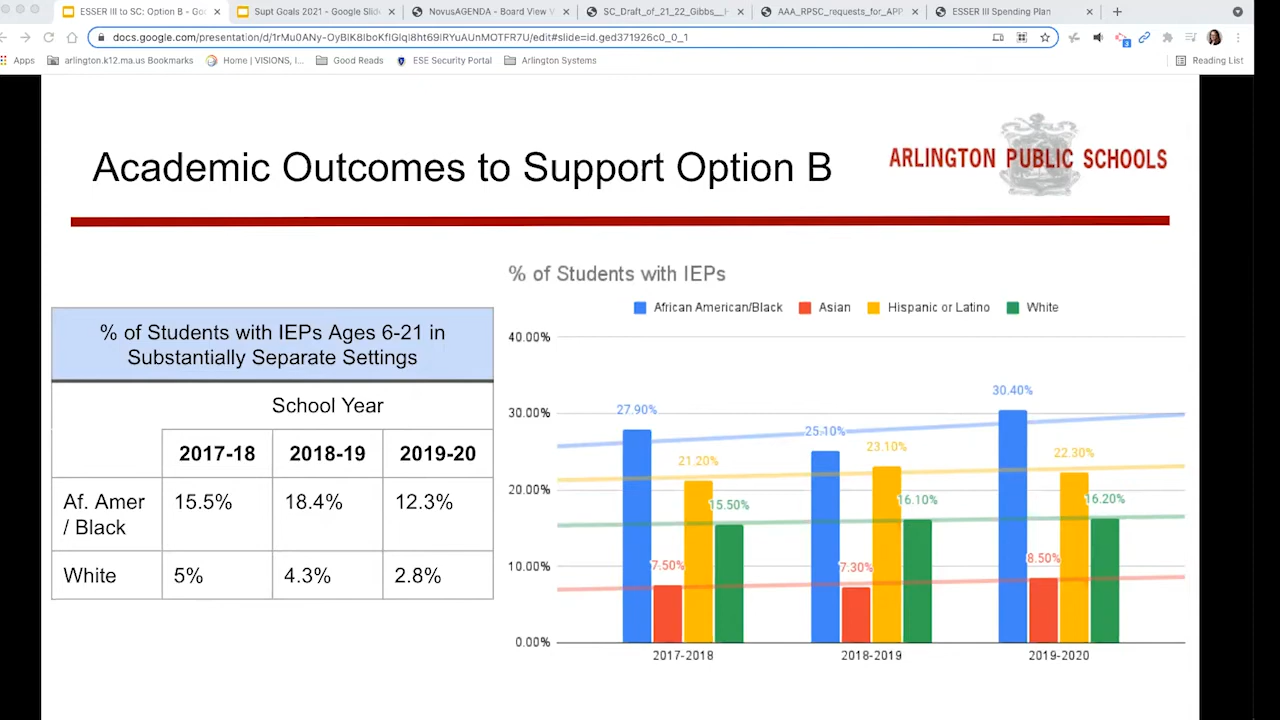 ESSER III to SC: Option B - Go
Supt Goals 2021 - Google Slid
NovusAGENDA - Board View
SC_Draft_of_21_22_Gibbs_
AAA_RPSC_requests_for_APP
ESSER III Spending Plan
docs.google.com/presentation/d/
/edit#slide=id.ged371926c0_0_1
3
Apps
arlington.k12.ma.us Bookmarks
Home | VISIONS, I...
Good Reads
ESE Security Portal
Arlington Systems
Reading List
Academic Outcomes to Support Option B
ARLINGTON PUBLIC SCHOOLS
% of Students with IEPs Ages 6-21 in
Substantially Separate Settings
School Year
2017-18 2018-19 2019-20
Af. Amer
/ Black
15.5% 18.4% 12.3%
White 5% 4.3% 2.8%
% of Students with IEPs
African American/Black Asian Hispanic or Latino White
40.00%
30.00%
20.00%
10.00%
0.00%
27.90%
7.50%
21.20%
15.50%
25.10%
7.30%
23.10%
16.10%
30.40%
8.50%
22.30%
16.20%
2017-2018
2018-2019
2019-2020